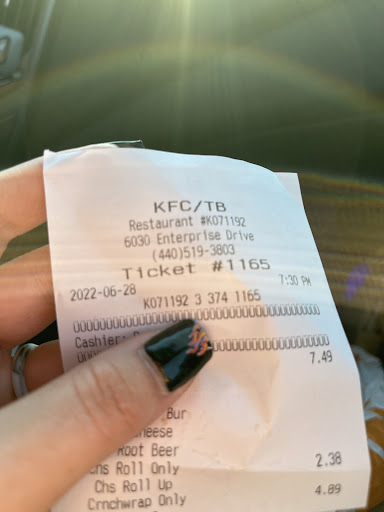 KFC/TB
Restaurant #K071192
6030 Enterprise Drive
(440)519-3803
Ticket #1165
2022-06-28 7:30 PM
K071192 3 374 1165
Cashier:
7.49
Bur
Root Beer
Chs Roll Only 2.38
Chs Roll Up
Crnchwrap Only 4.89